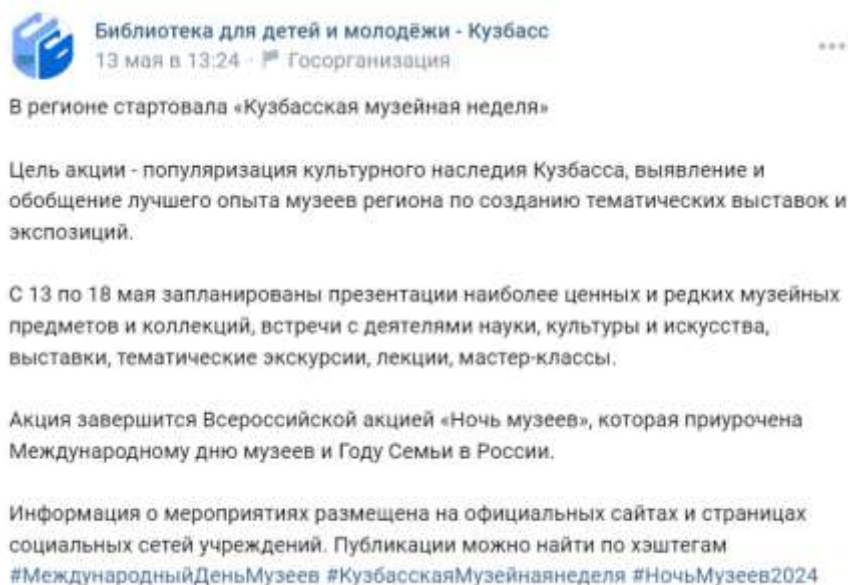 Библиотека для детей и молодёжи - Кузбасс
13 мая в 13:24 · Госорганизация
В регионе стартовала «Кузбасская музейная неделя»
Цель акции - популяризация культурного наследия Кузбасса, выявление и
обобщение лучшего опыта музеев региона по созданию тематических выставок и
экспозиций.
С 13 по 18 мая запланированы презентации наиболее ценных и редких музейных
предметов и коллекций, встречи с деятелями науки, культуры и искусства,
выставки, тематические экскурсии, лекции, мастер-классы.
Акция завершится Всероссийской акцией «Ночь музеев», которая приурочена
Международному дню музеев и Году Семьи в России.
Информация о мероприятиях размещена на официальных сайтах и страницах
социальных сетей учреждений. Публикации можно найти по хэштегам
#МеждународныйДеньМузеев #КузбасскаяМузейнаянеделя #НочьМузеев2024